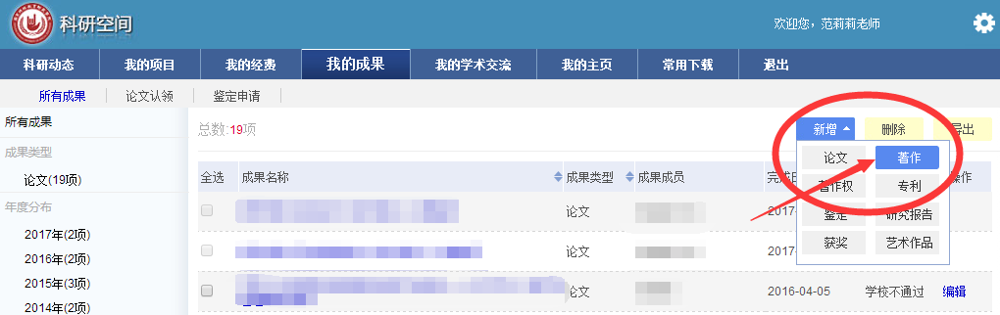 科研空间
欢迎您，范莉莉老师
科研动态 我的项目 我的经费 我的成果 我的学术交流 我的主页 常用下载 退出
所有成果 论文认领 鉴定申请
所有成果
成果类型
论文(19项)
年度分布
2017年(2项)
2016年(2项)
2015年(3项)
2014年(2项)
总数:19项
新增 删除 导出
论文 著作
著作权 专利
鉴定 研究报告
获奖 艺术作品
全选 成果名称 成果类型 成果成员 完成日 操作
论文 2017-
论文 2017-
论文 2016-04-05 学校不通过 编辑